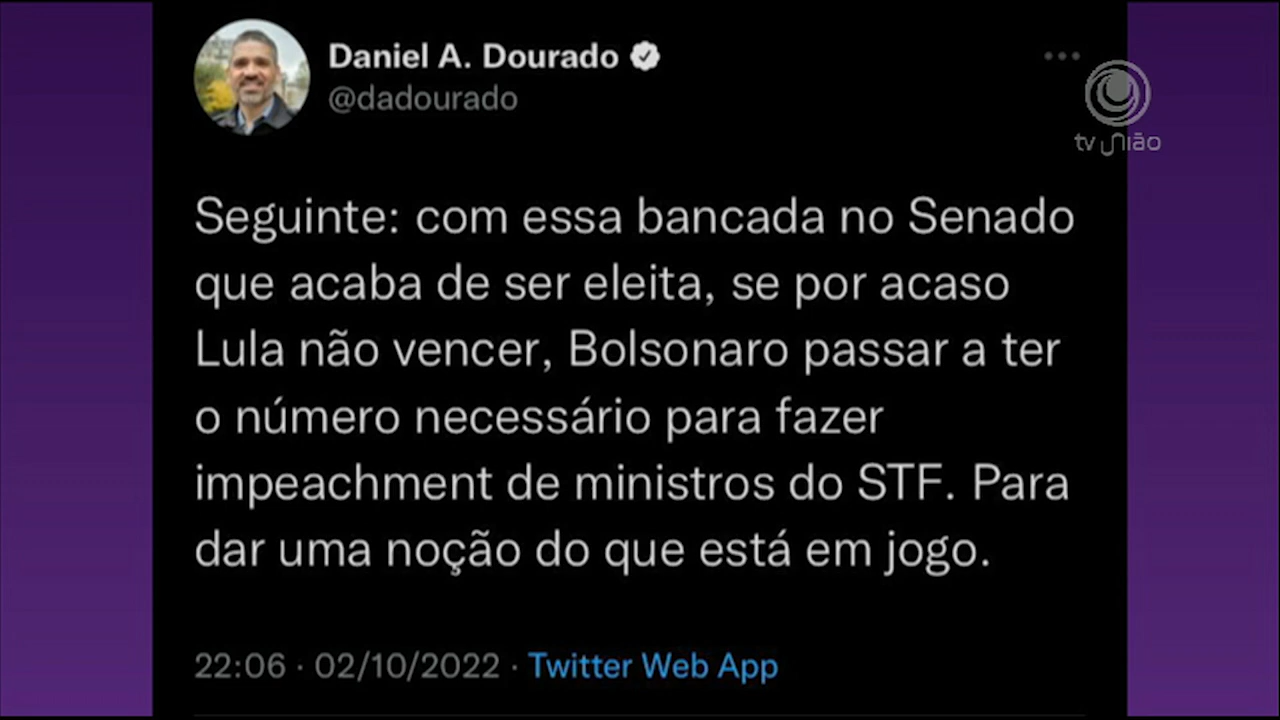 Daniel A. Dourado
@dadourado
tv União
Seguinte: com essa bancada no Senado
que acaba de ser eleita, se por acaso
Lula não vencer, Bolsonaro passar a ter
o número necessário para fazer
impeachment de ministros do STF. Para
dar uma noção do que está em jogo.
22:06 · 02/10/2022 · Twitter Web App